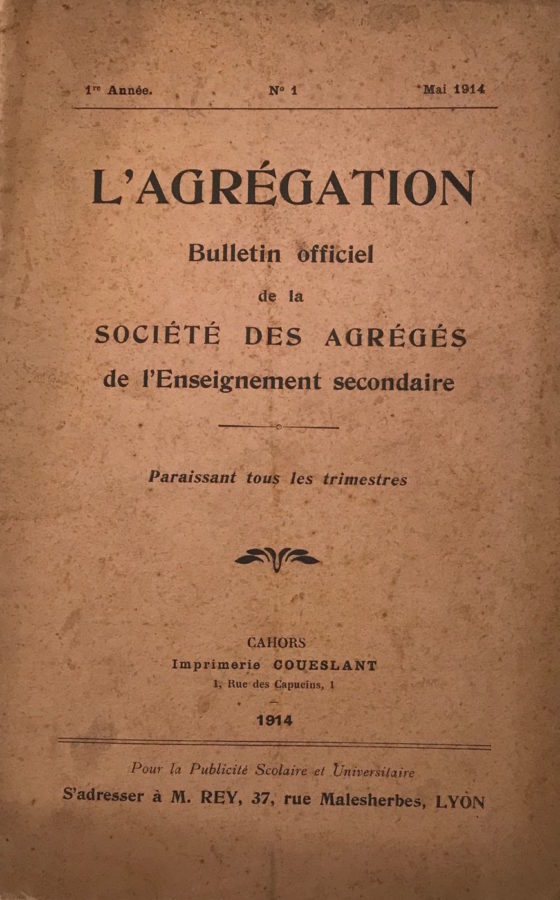 1re Année.
N° 1
Mai 1914
L'AGRÉGATION
Bulletin officiel
de la
SOCIÉTÉ DES AGRÉGÉS
de l'Enseignement secondaire
Paraissant tous les trimestres
CAHORS
Imprimerie COUESLANT
1, Rue des Capucins, 1
1914
Pour la Publicité Scolaire et Universitaire
S'adresser à M. REY, 37, rue Malesherbes, LYON